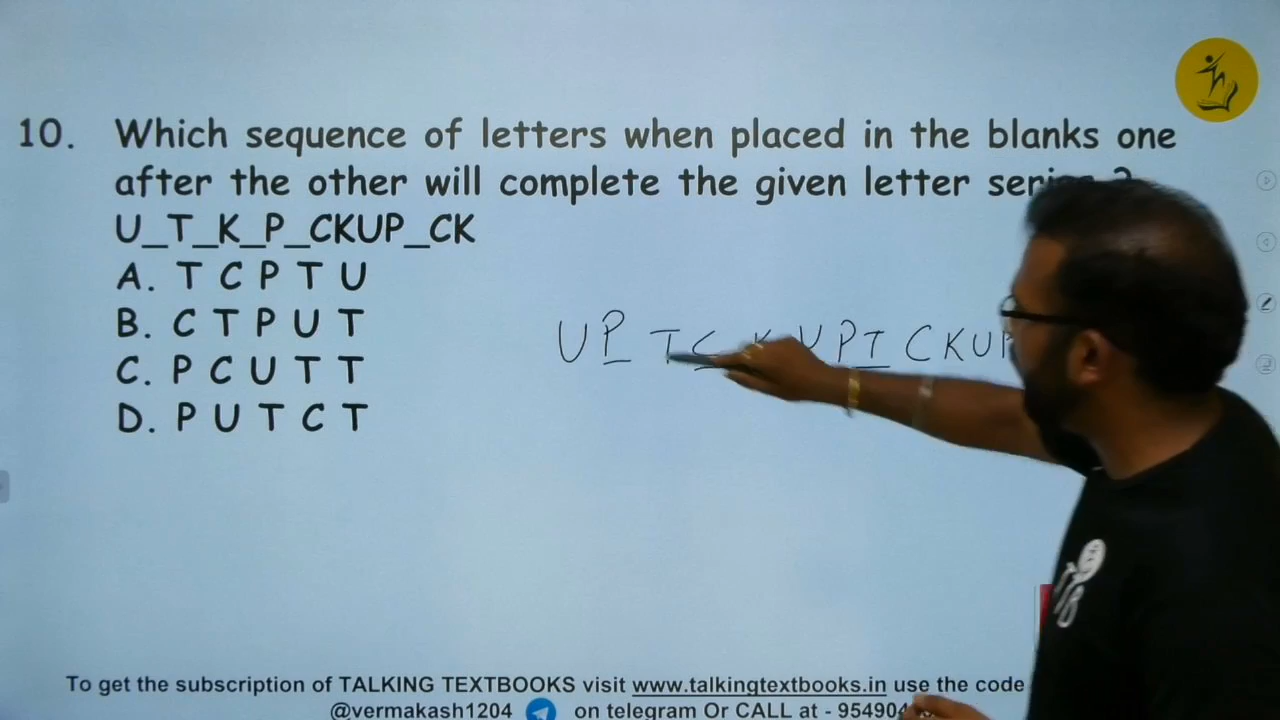 10. Which sequence of letters when placed in the blanks one
after the other will complete the given letter series ?
U_T_K_P_CKUP_CK
A. T C P T U
B. C T P U T
C. P C U T T
D. P U T C T
U P T C K U P T C K U P
To get the subscription of TALKING TEXTBOOKS visit www.talkingtextbooks.in use the code
@vermakash1204 on telegram Or CALL at - 95490